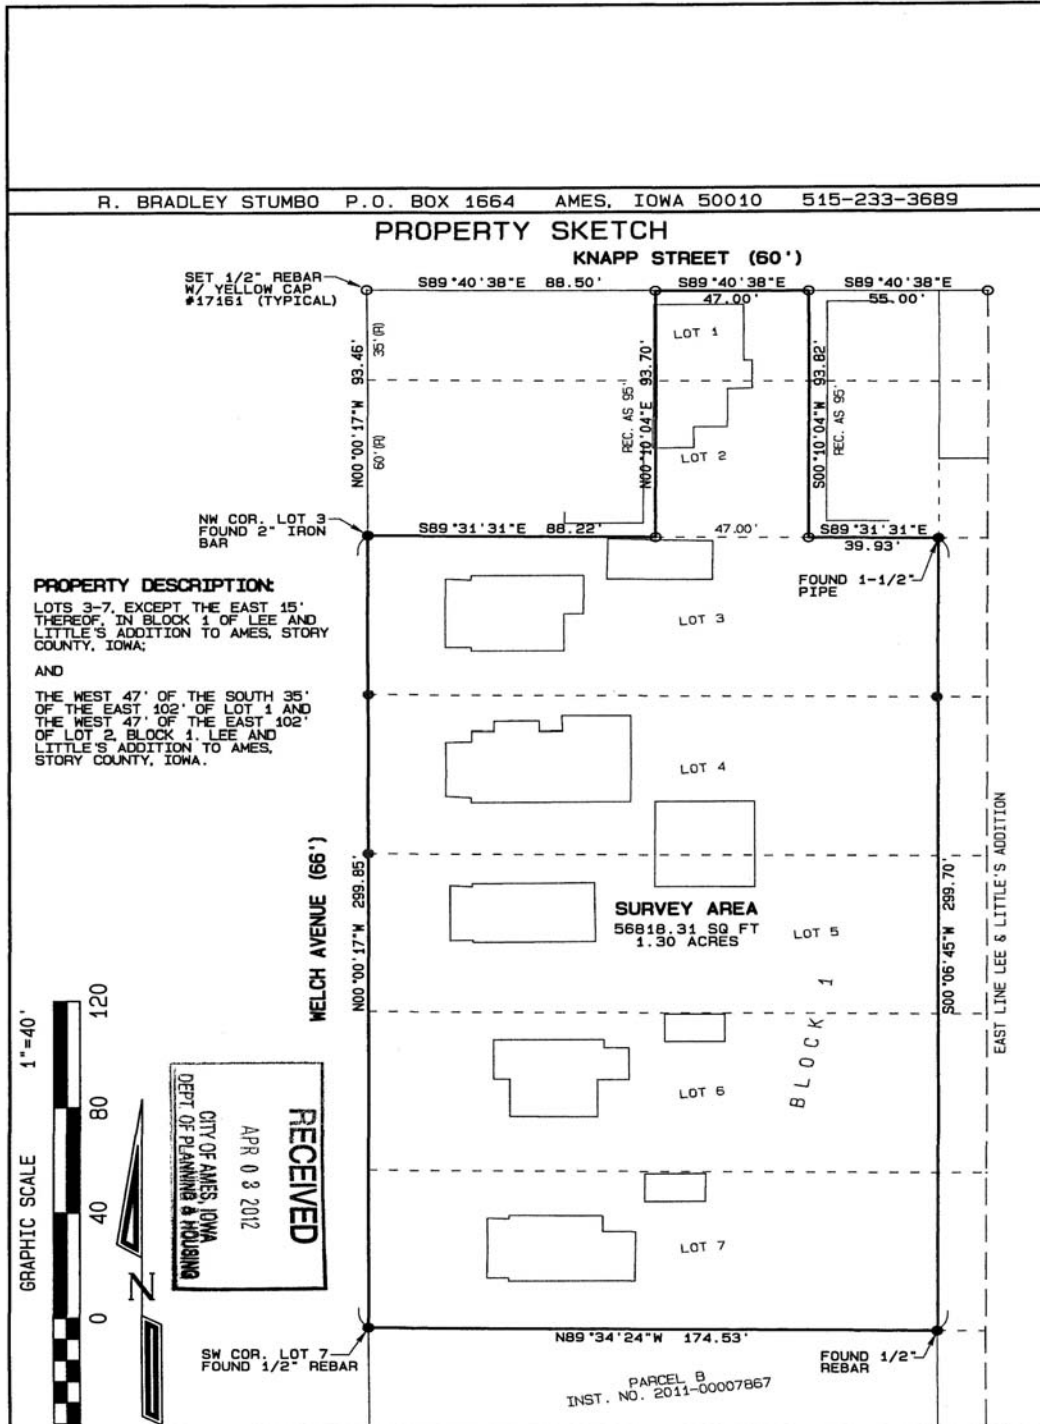 R. BRADLEY STUMBO P.O. BOX 1664 AMES, IOWA 50010 515-233-3689
PROPERTY SKETCH
KNAPP STREET (60')
SET 1/2" REBAR
W/ YELLOW CAP
#17161 (TYPICAL)
S89°40'38"E 88.50'
S89°40'38"E
47.00'
S89°40'38"E
55.00'
N00°00'17"W 93.46'
35'(R)
60'(R)
LOT 1
REC. AS 95'
N00°10'04"E 93.70'
S00°10'04"W 93.82'
REC. AS 95'
LOT 2
NW COR. LOT 3
FOUND 2" IRON
BAR
S89°31'31"E 88.22'
47.00'
S89°31'31"E
39.93'
FOUND 1-1/2"
PIPE
PROPERTY DESCRIPTION:
LOTS 3-7, EXCEPT THE EAST 15'
THEREOF, IN BLOCK 1 OF LEE AND
LITTLE'S ADDITION TO AMES, STORY
COUNTY, IOWA;
AND
THE WEST 47' OF THE SOUTH 35'
OF THE EAST 102' OF LOT 1 AND
THE WEST 47' OF THE EAST 102'
OF LOT 2, BLOCK 1, LEE AND
LITTLE'S ADDITION TO AMES,
STORY COUNTY, IOWA.
LOT 3
LOT 4
WELCH AVENUE (66')
N00°00'17"W 299.85'
SURVEY AREA
56818.31 SQ FT
1.30 ACRES
LOT 5
BLOCK 1
S00°06'45"W 299.70'
EAST LINE LEE & LITTLE'S ADDITION
LOT 6
LOT 7
GRAPHIC SCALE 1"=40'
120
80
40
0
N
RECEIVED
APR 03 2012
CITY OF AMES, IOWA
DEPT. OF PLANNING & HOUSING
SW COR. LOT 7
FOUND 1/2" REBAR
N89°34'24"W 174.53'
FOUND 1/2"
REBAR
PARCEL B
INST. NO. 2011-00007867